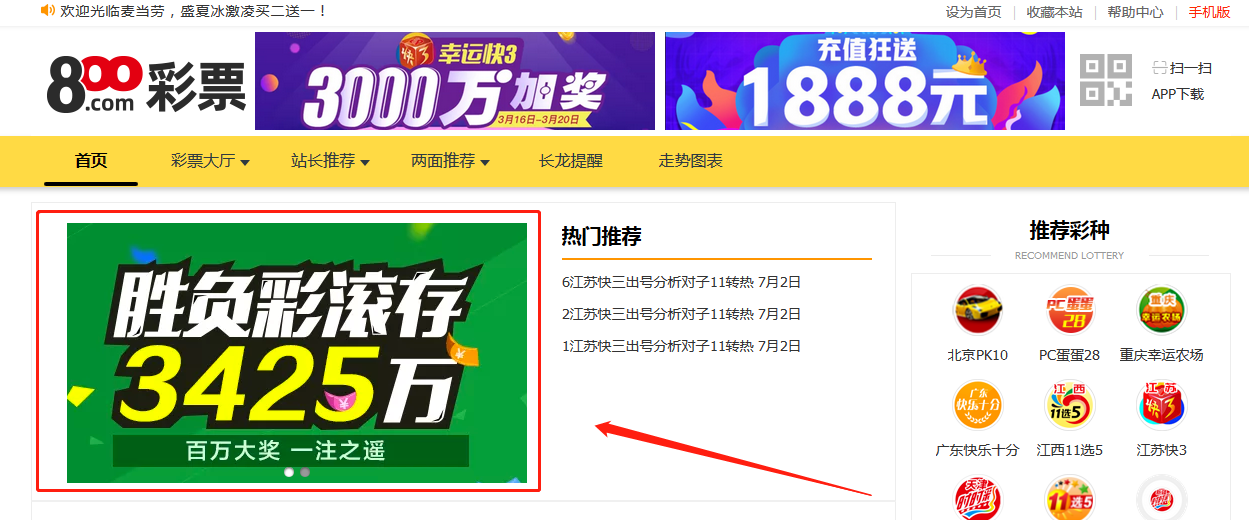 欢迎光临麦当劳，盛夏冰激凌买二送一！
设为首页 收藏本站 帮助中心 手机版
800.com 彩票
幸运快3
3000万加奖
3月16日-3月20日
充值狂送
1888元
扫一扫
APP下载
首页 彩票大厅 站长推荐 两面推荐 长龙提醒 走势图表
胜负彩滚存
3425万
百万大奖 一注之遥
热门推荐
6江苏快三出号分析对子11转热 7月2日
2江苏快三出号分析对子11转热 7月2日
1江苏快三出号分析对子11转热 7月2日
推荐彩种
RECOMMEND LOTTERY
PC蛋蛋
28
重庆
幸运农场
北京PK10 PC蛋蛋28 重庆幸运农场
广东
快乐十分
江西
11选5
江苏
快3
广东快乐十分 江西11选5 江苏快3
天津
时时彩
11选5
时时彩